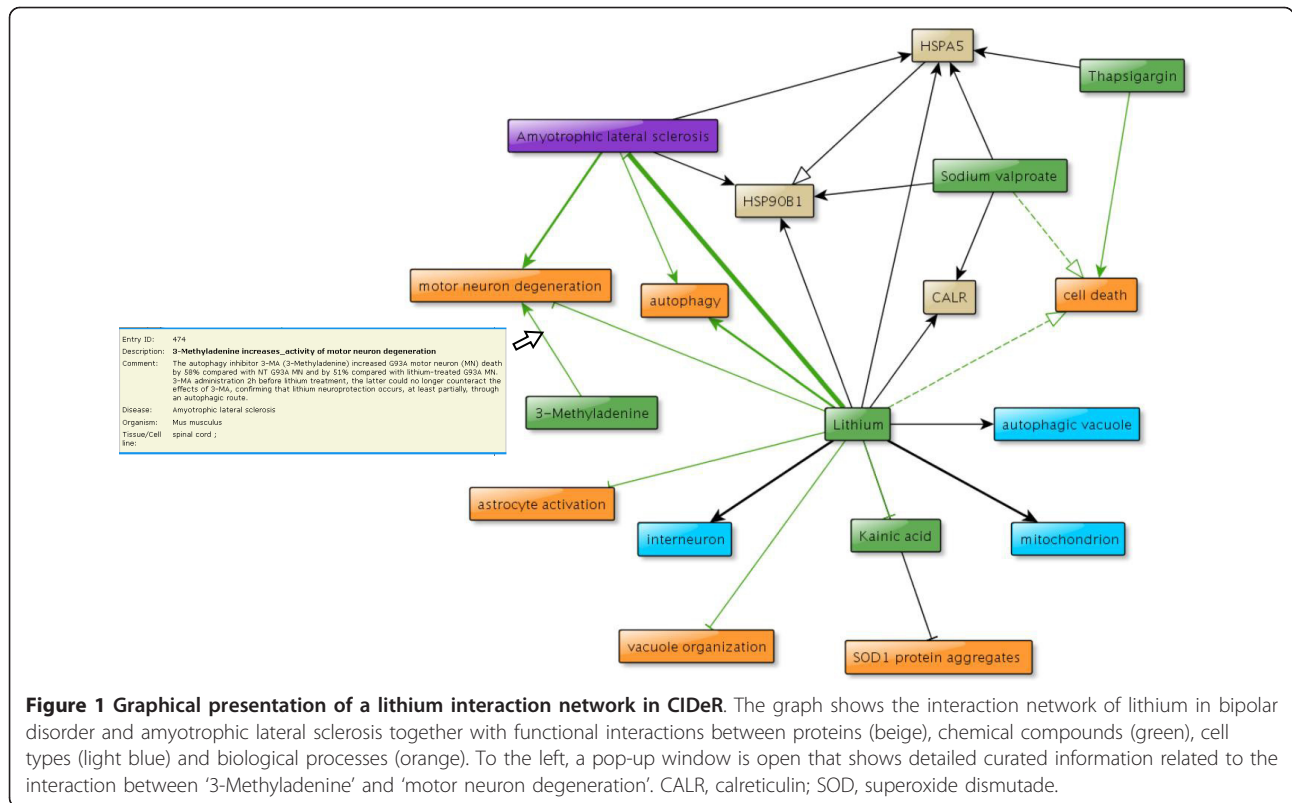 HSPA5
Thapsigargin
Amyotrophic lateral sclerosis
Sodium valproate
HSP90B1
motor neuron degeneration
autophagy
CALR
cell death
Entry ID: 474
Description: 3-Methyladenine increases_activity of motor neuron degeneration
Comment: The autophagy inhibitor 3-MA (3-Methyladenine) increased G93A motor neuron (MN) death
by 58% compared with NT G93A MN and by 51% compared with lithium-treated G93A MN.
3-MA administration 2h before lithium treatment, the latter could no longer counteract the
effects of 3-MA, confirming that lithium neuroprotection occurs, at least partially, through
an autophagic route.
Disease: Amyotrophic lateral sclerosis
Organism: Mus musculus
Tissue/Cell line: spinal cord ;
3-Methyladenine
Lithium
autophagic vacuole
astrocyte activation
interneuron
Kainic acid
mitochondrion
vacuole organization
SOD1 protein aggregates
Figure 1 Graphical presentation of a lithium interaction network in CIDeR. The graph shows the interaction network of lithium in bipolar
disorder and amyotrophic lateral sclerosis together with functional interactions between proteins (beige), chemical compounds (green), cell
types (light blue) and biological processes (orange). To the left, a pop-up window is open that shows detailed curated information related to the
interaction between ‘3-Methyladenine’ and ‘motor neuron degeneration’. CALR, calreticulin; SOD, superoxide dismutase.